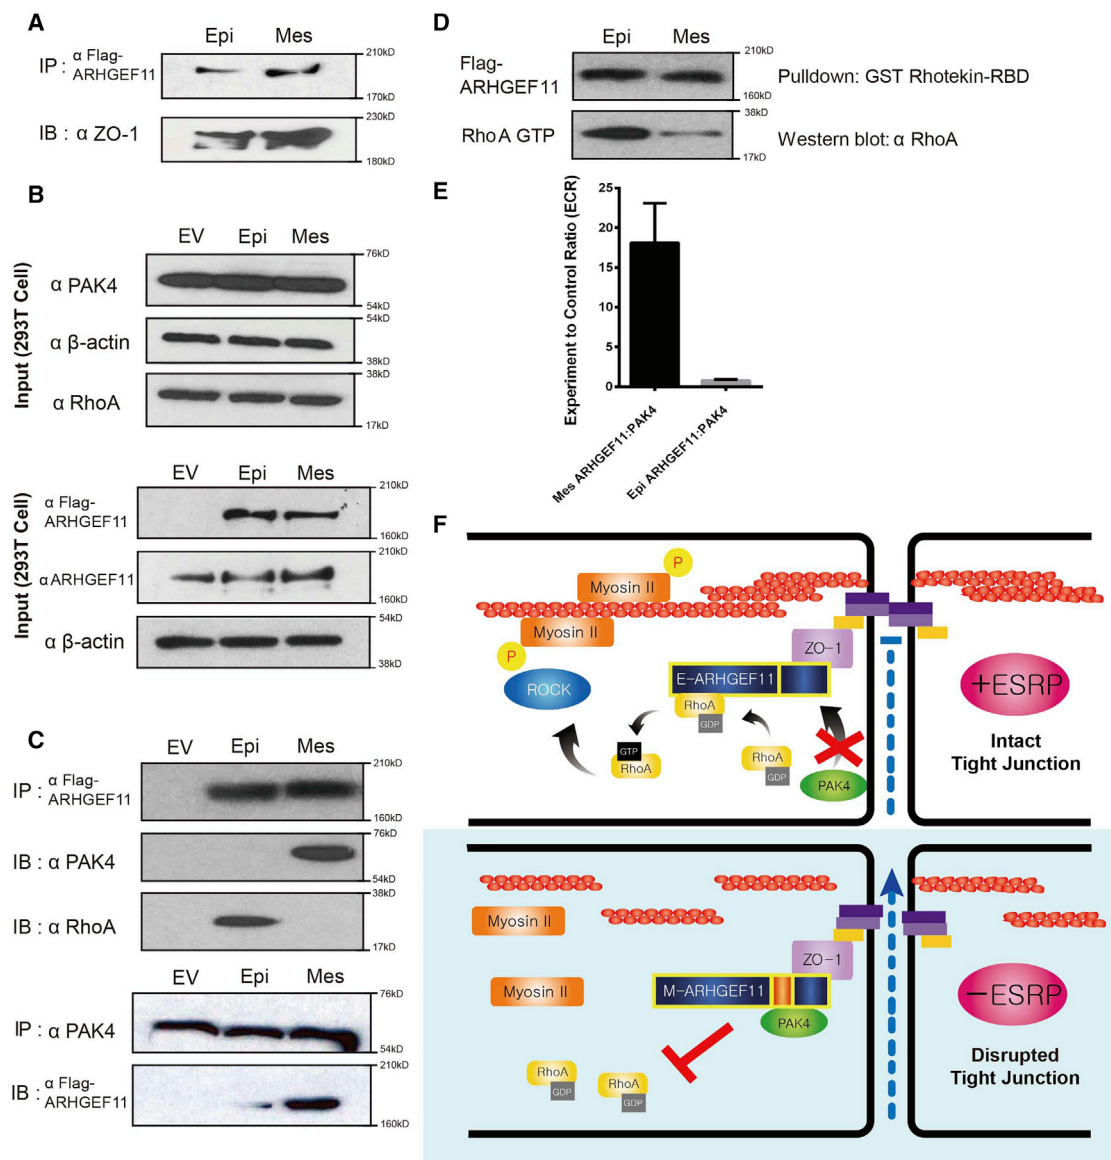 A
Epi Mes
IP : α Flag-
ARHGEF11
210kD
170kD
IB : α ZO-1
230kD
180kD
B
EV Epi Mes
Input (293T Cell)
α PAK4
76kD
54kD
α β-actin
54kD
38kD
α RhoA
38kD
17kD
EV Epi Mes
Input (293T Cell)
α Flag-
ARHGEF11
210kD
160kD
αARHGEF11
210kD
160kD
α β-actin
54kD
38kD
C
EV Epi Mes
IP : α Flag-
ARHGEF11
210kD
160kD
IB : α PAK4
76kD
54kD
IB : α RhoA
38kD
17kD
EV Epi Mes
IP : α PAK4
76kD
54kD
IB : α Flag-
ARHGEF11
210kD
160kD
D
Epi Mes
Flag-
ARHGEF11
210kD
160kD
Pulldown: GST Rhotekin-RBD
RhoA GTP
38kD
17kD
Western blot: α RhoA
E
Experiment to Control Ratio (ECR)
25
20
15
10
5
0
Mes ARHGEF11:PAK4
Epi ARHGEF11:PAK4
F
P
Myosin II
Myosin II
P
ROCK
ZO-1
E-ARHGEF11
RhoA
GDP
GTP
RhoA
RhoA
GDP
PAK4
+ESRP
Intact
Tight Junction
Myosin II
ZO-1
Myosin II
M-ARHGEF11
PAK4
RhoA
GDP
RhoA
GDP
−ESRP
Disrupted
Tight Junction